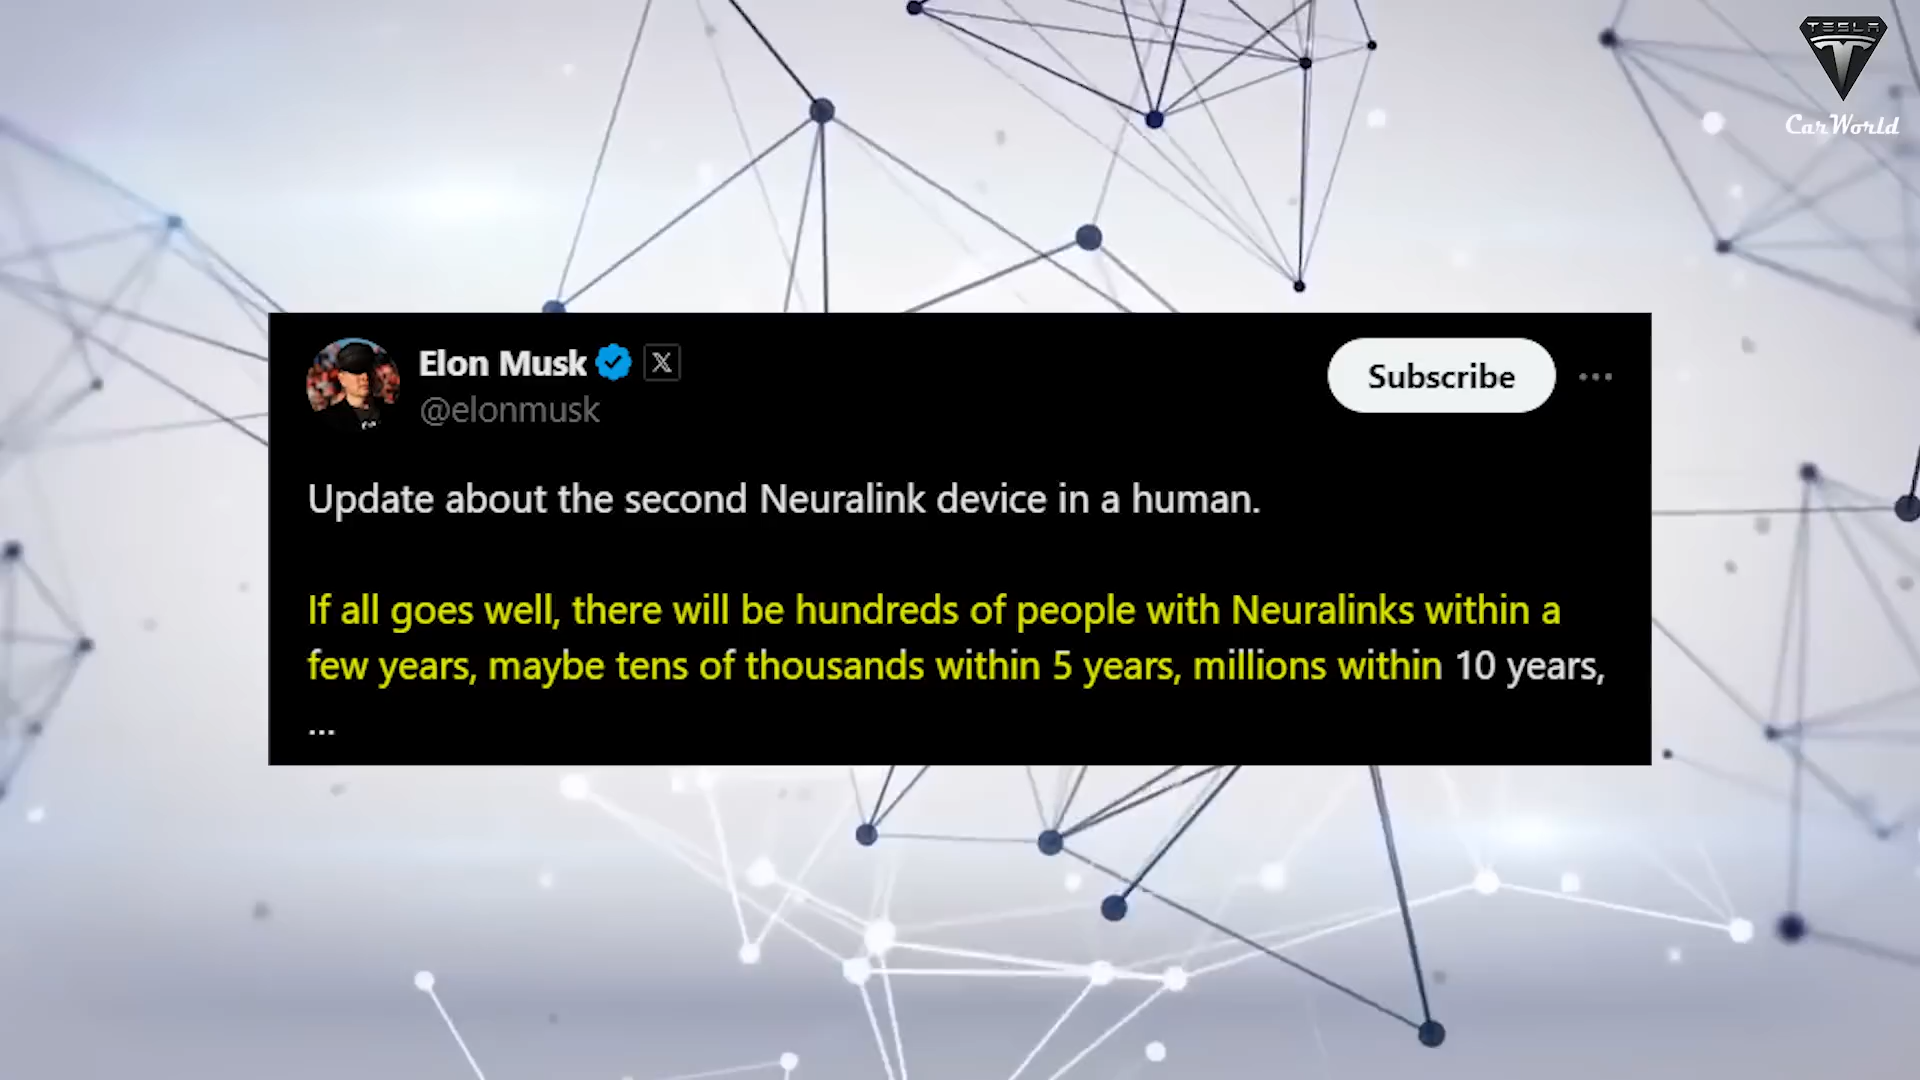 TESLA
CarWorld
Elon Musk
@elonmusk
Subscribe
Update about the second Neuralink device in a human.
If all goes well, there will be hundreds of people with Neuralinks within a
few years, maybe tens of thousands within 5 years, millions within 10 years,
...